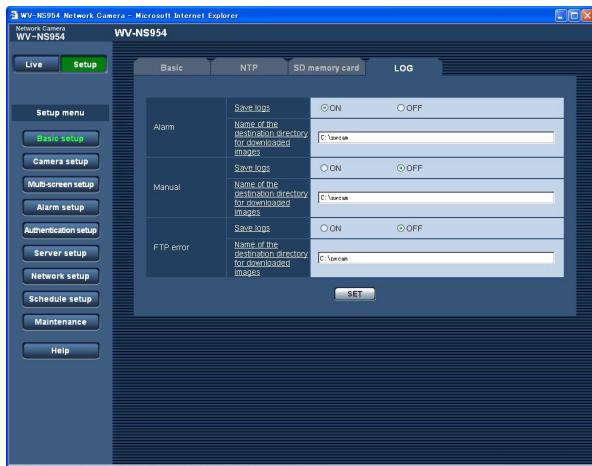 WV-NS954 Network Camera - Microsoft Internet Explorer
Network Camera
WV-NS954
WV-NS954
Live Setup
Basic NTP SD memory card LOG
Setup menu
Basic setup
Camera setup
Multi-screen setup
Alarm setup
Authentication setup
Server setup
Network setup
Schedule setup
Maintenance
Help
Alarm
Save logs ON OFF
Name of the
destination directory
for downloaded
images
Manual
Save logs ON OFF
Name of the
destination directory
for downloaded
images
FTP error
Save logs ON OFF
Name of the
destination directory
for downloaded
images
SET